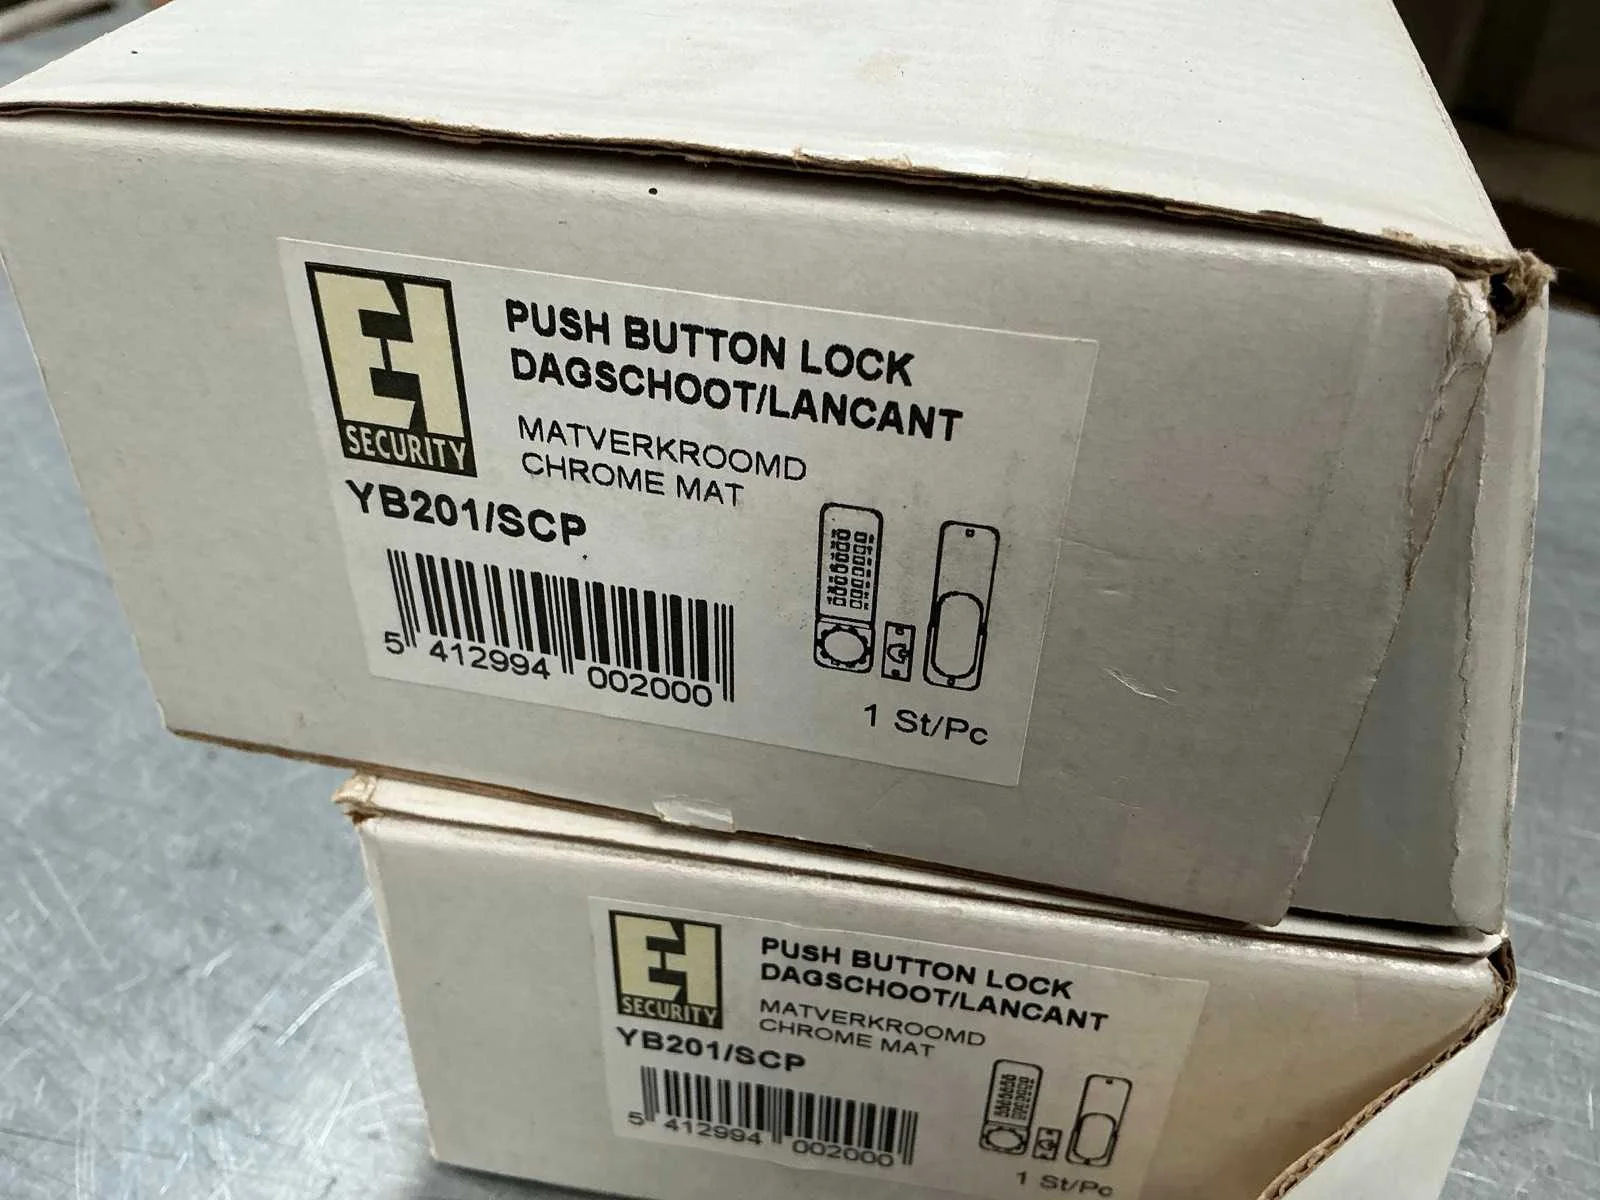 EH
SECURITY
PUSH BUTTON LOCK
DAGSCHOOT/LANCANT
MATVERKROOMD
CHROME MAT
YB201/SCP
5 412994 002000
1 St/Pc
EH
SECURITY
PUSH BUTTON LOCK
DAGSCHOOT/LANCANT
MATVERKROOMD
CHROME MAT
YB201/SCP
5 412994 002000
1 St/Pc